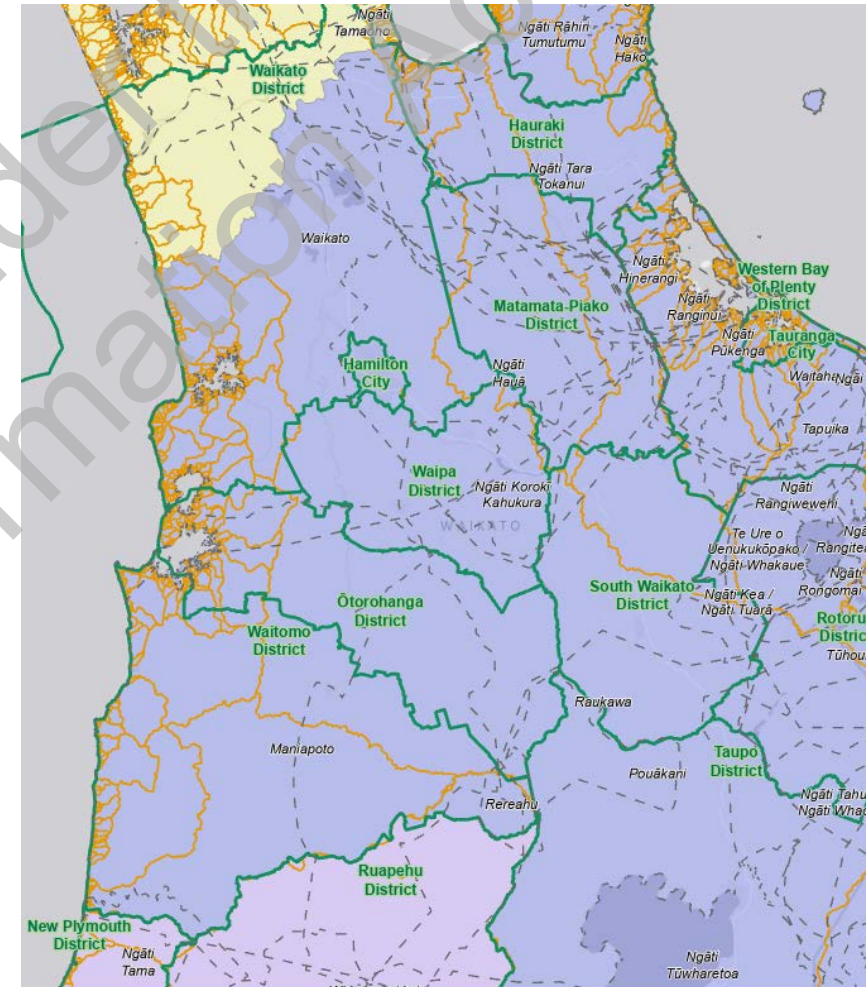 Ngāti
Tamaoho
Ngāti Rāhiri
Tumutumu
Ngāti
Hako
Waikato
District
Hauraki
District
Ngāti Tara
Tokanui
Waikato
Ngāti
Hinerangi
Western Bay
of Plenty
District
Ngāti
Ranginui
Matamata-Piako
District
Ngāti
Pūkenga
Tauranga
City
Hamilton
City
Ngāti
Hauā
Waitaha
Ngāi
Tapuika
Waipa
District
Ngāti Koroki
Kahukura
WAIKATO
Ngāti
Rangiwewehi
Te Ure o
Uenukukōpako /
Ngāti Whakaue
Ngāti
Rongomai
South Waikato
District
Ngāti Kea /
Ngāti Tuarā
Ōtorohanga
District
Waitomo
District
Raukawa
Maniapoto
Pouākani
Taupo
District
Rereahu
Ngāti Tahu
Ruapehu
District
New Plymouth
District
Ngāti
Tama
Ngāti
Tūwharetoa